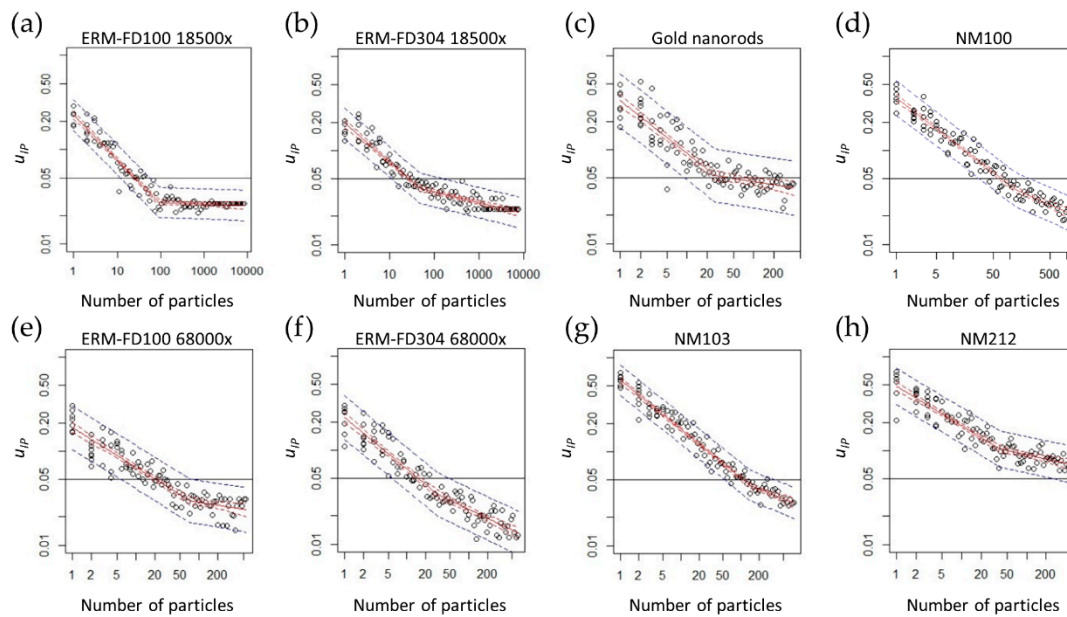 (a) ERM-FD100 18500x
0.50
0.20
0.05
0.01
u_IP
1 10 100 1000 10000
Number of particles
(b) ERM-FD304 18500x
0.50
0.20
0.05
0.01
u_IP
1 10 100 1000 10000
Number of particles
(c) Gold nanorods
0.50
0.20
0.05
0.01
u_IP
1 2 5 20 50 200
Number of particles
(d) NM100
0.50
0.20
0.05
0.01
u_IP
1 5 50 500
Number of particles
(e) ERM-FD100 68000x
0.50
0.20
0.05
0.01
u_IP
1 2 5 20 50 200
Number of particles
(f) ERM-FD304 68000x
0.50
0.20
0.05
0.01
u_IP
1 2 5 20 50 200
Number of particles
(g) NM103
0.50
0.20
0.05
0.01
u_IP
1 2 5 20 50 200
Number of particles
(h) NM212
0.50
0.20
0.05
0.01
u_IP
1 2 5 20 50 200
Number of particles